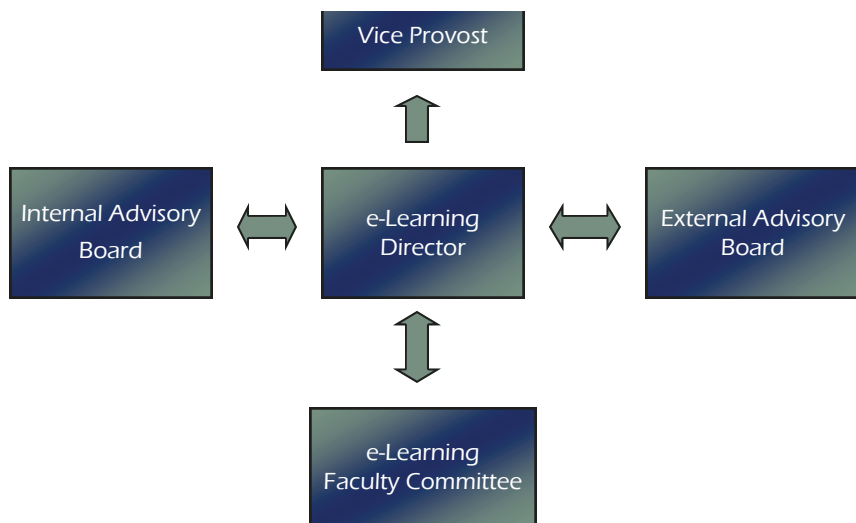 Vice Provost
Internal Advisory
Board
e-Learning
Director
External Advisory
Board
e-Learning
Faculty Committee